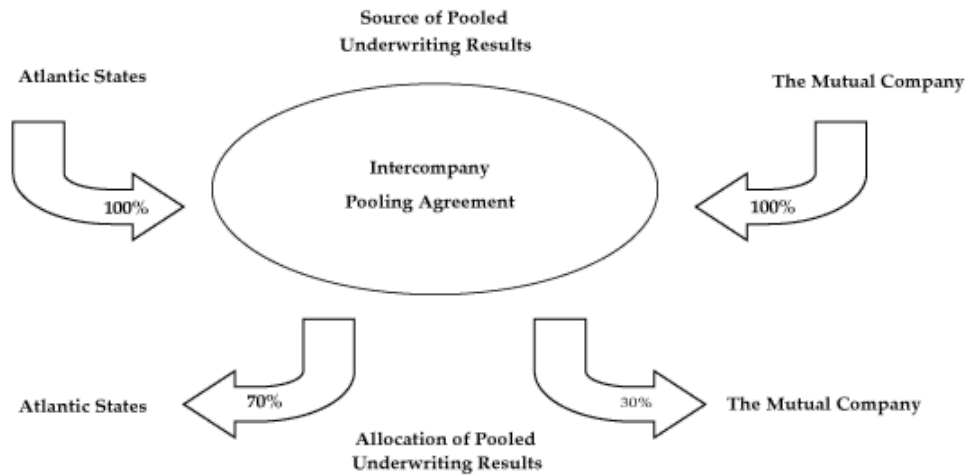 Source of Pooled
Underwriting Results
Atlantic States
The Mutual Company
Intercompany
Pooling Agreement
100%
100%
70%
30%
Atlantic States
The Mutual Company
Allocation of Pooled
Underwriting Results